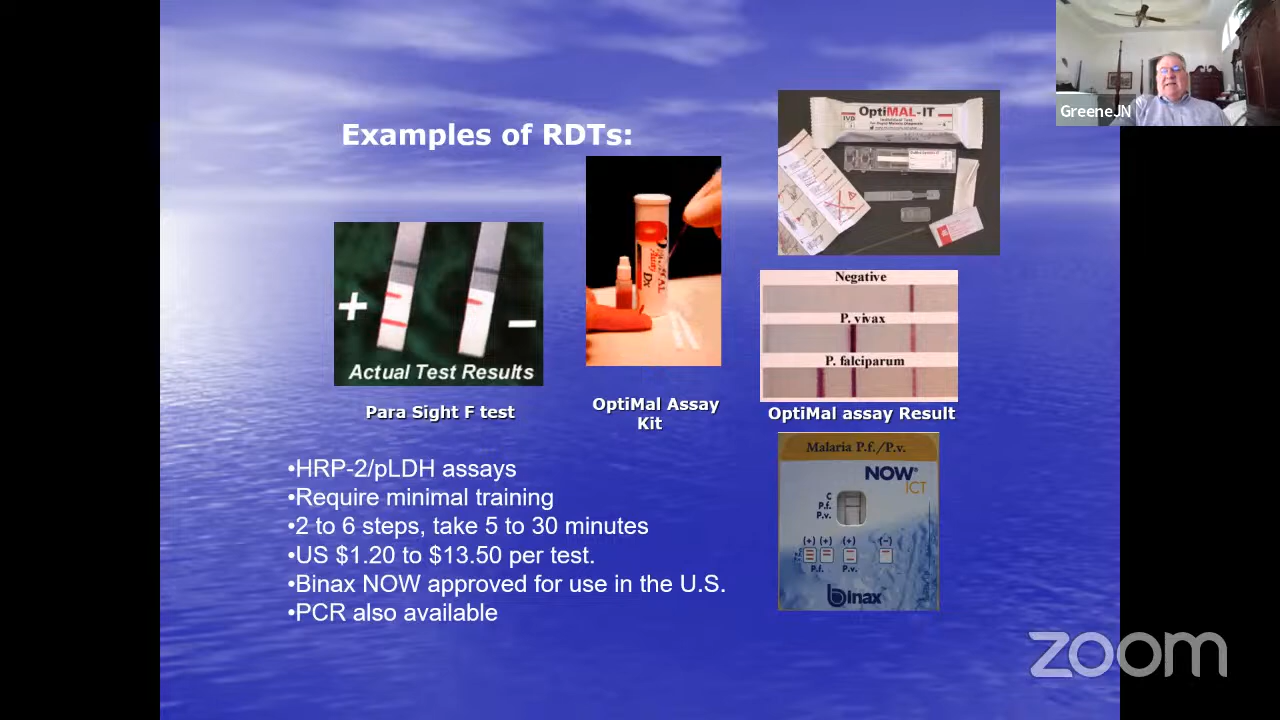 GreeneJN
Examples of RDTs:
OptiMAL-IT
IVD
+
−
Actual Test Results
Para Sight F test
OptiMal Assay
Kit
Negative
P. vivax
P. falciparum
OptiMal assay Result
•HRP-2/pLDH assays
•Require minimal training
•2 to 6 steps, take 5 to 30 minutes
•US $1.20 to $13.50 per test.
•Binax NOW approved for use in the U.S.
•PCR also available
Malaria P.f./P.v.
NOW®
ICT
C
P.f.
P.v.
(+) (+) (+) (−)
P.f. P.v.
binax
zoom